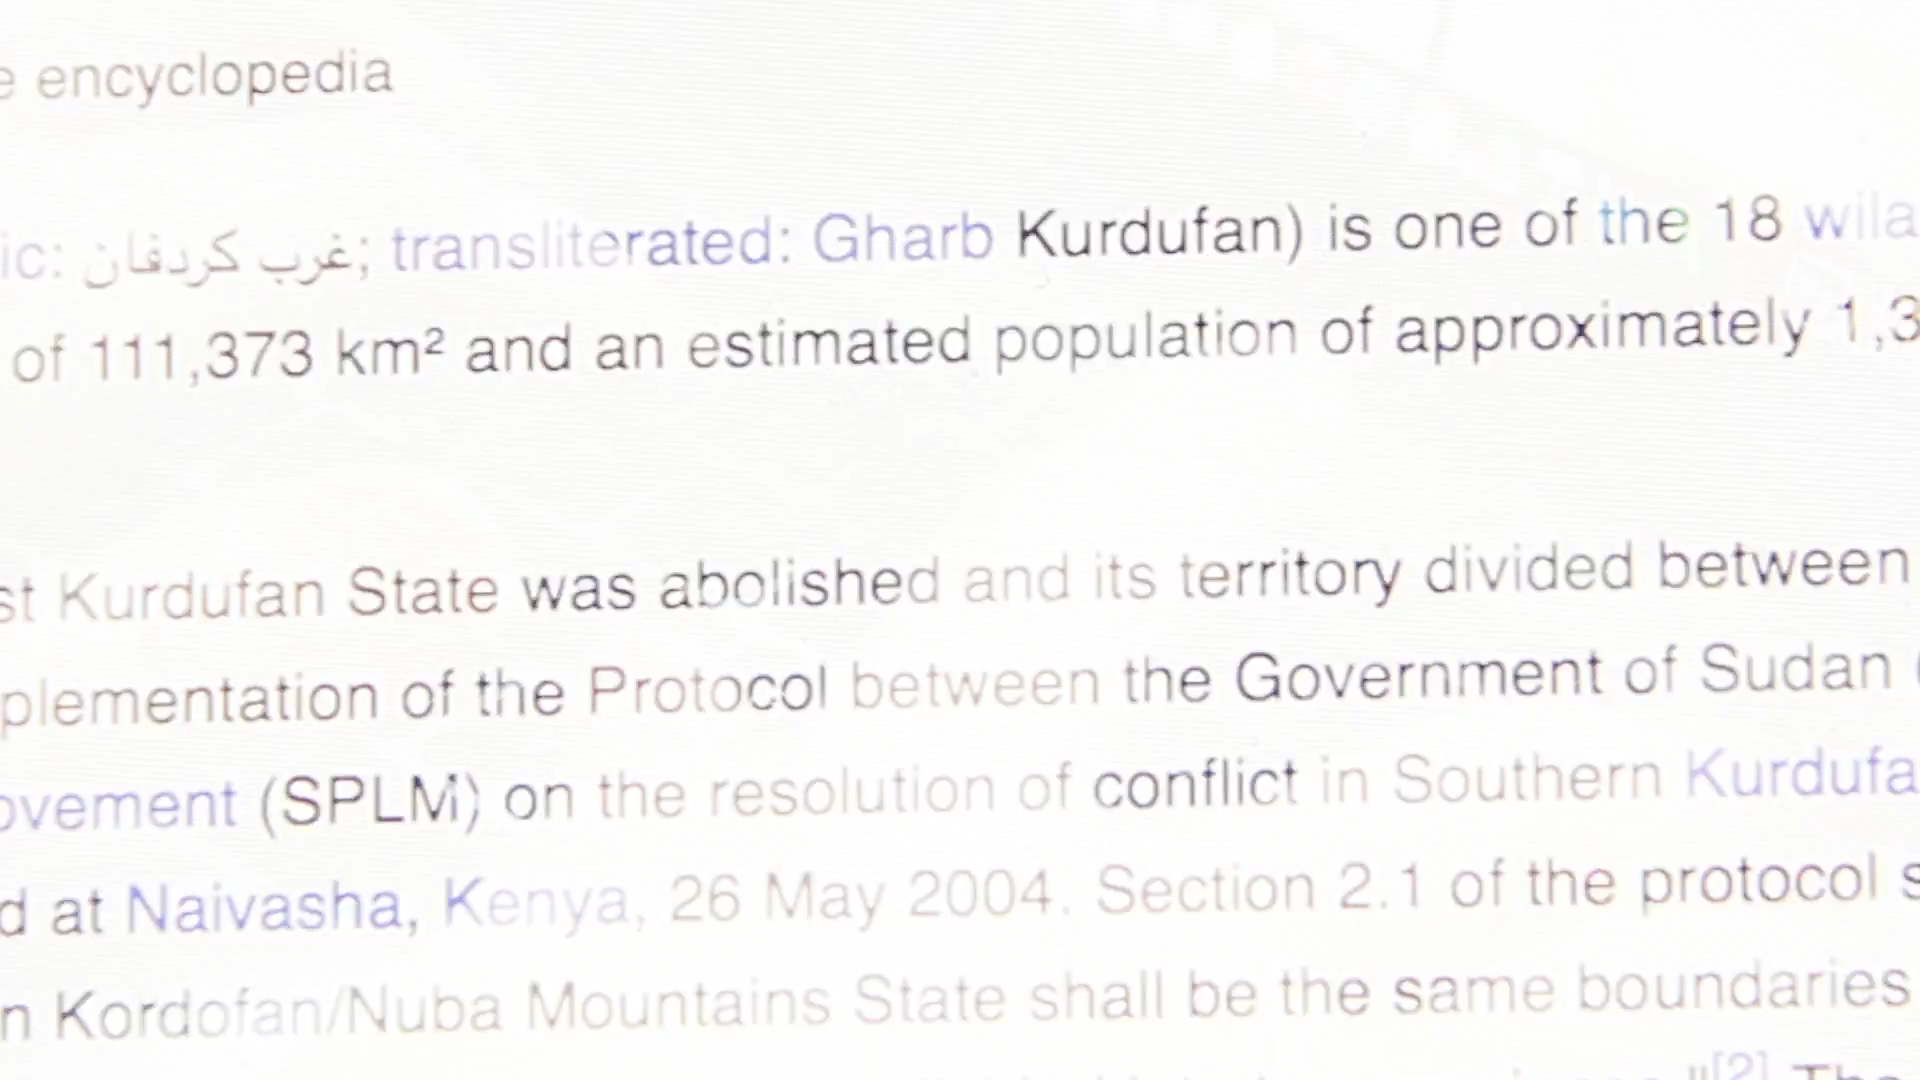 e encyclopedia
ic: غرب كردفان; transliterated: Gharb Kurdufan) is one of the 18 wila
of 111,373 km² and an estimated population of approximately 1,3
st Kurdufan State was abolished and its territory divided between
plementation of the Protocol between the Government of Sudan (
ovement (SPLM) on the resolution of conflict in Southern Kurdufa
d at Naivasha, Kenya, 26 May 2004. Section 2.1 of the protocol s
n Kordofan/Nuba Mountains State shall be the same boundaries
"[2] The